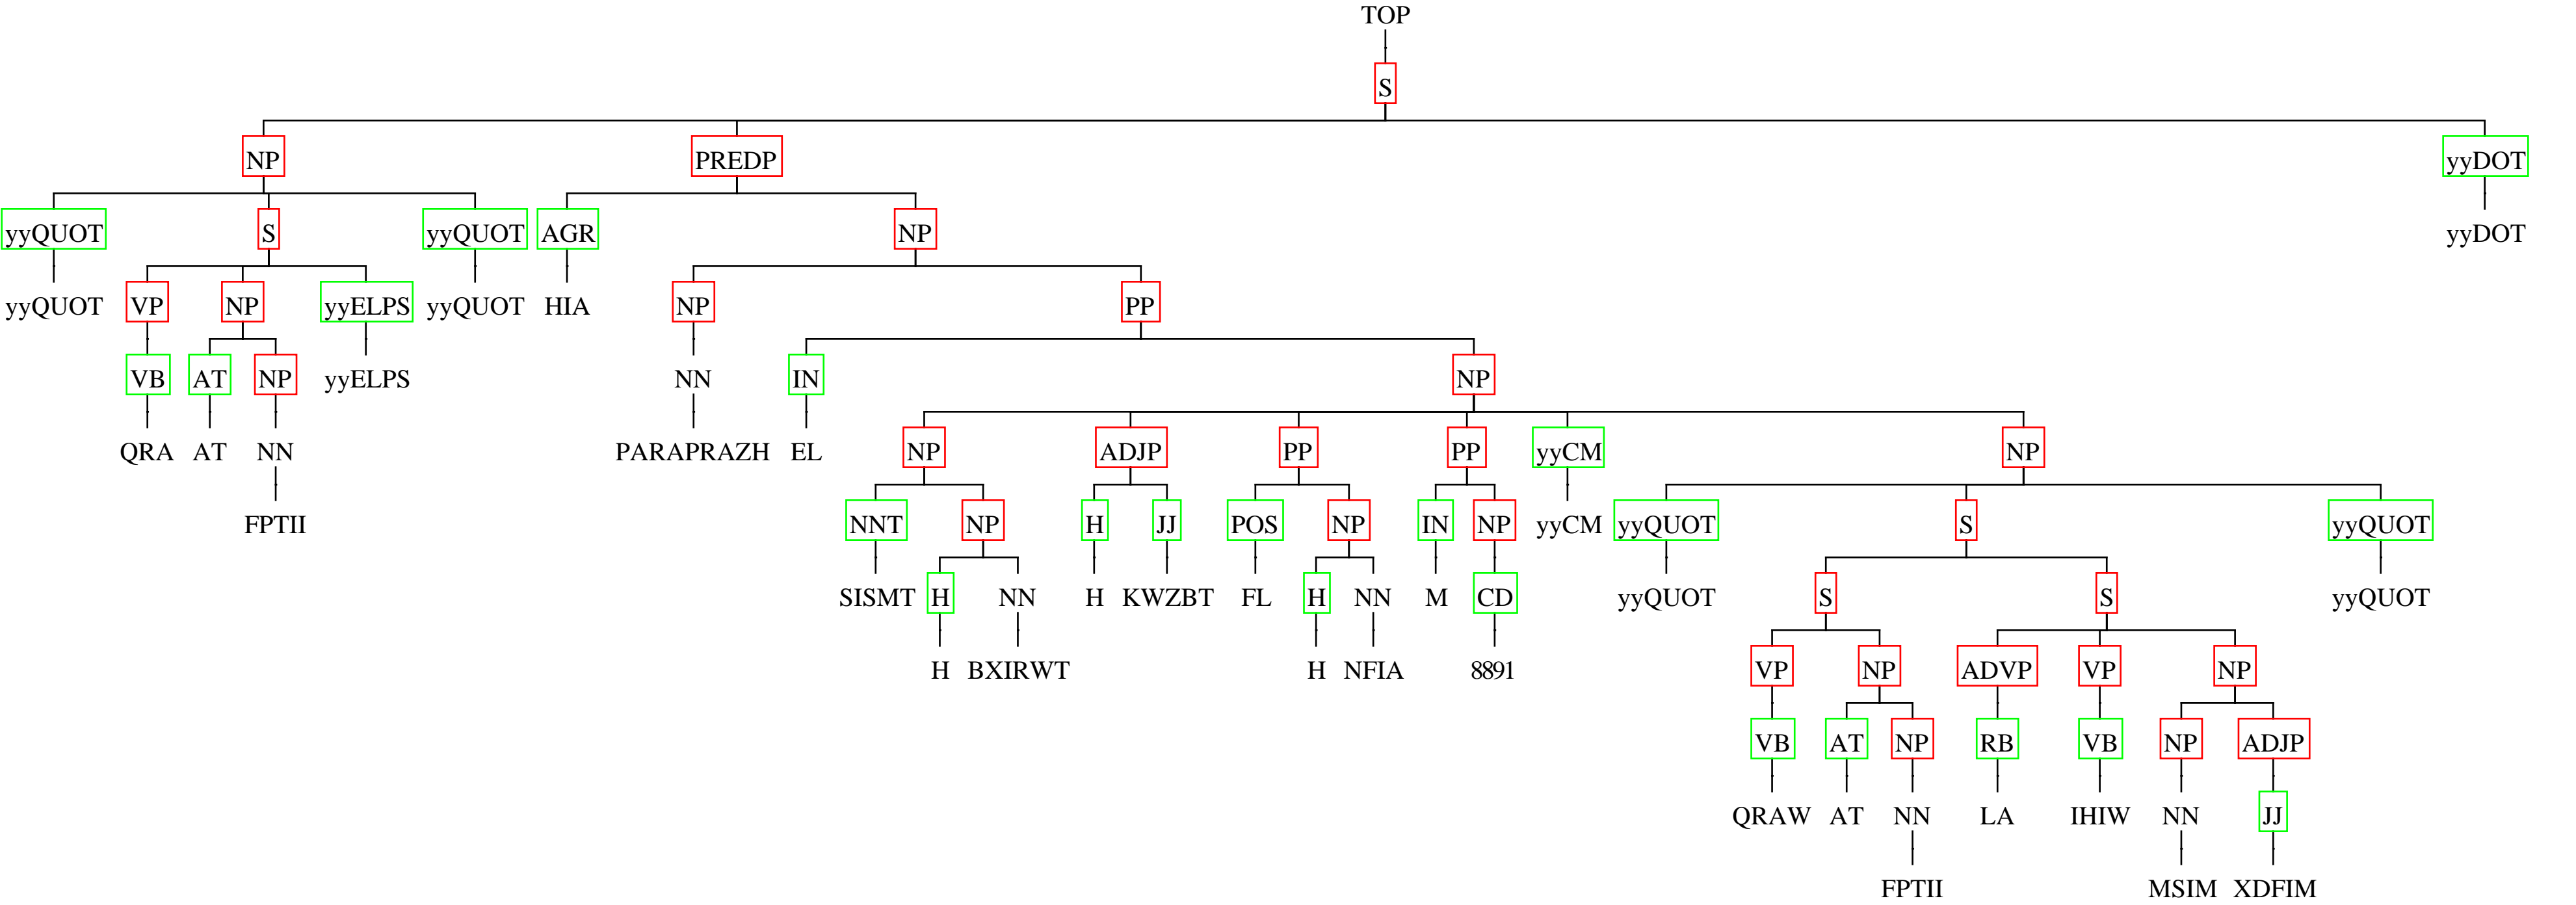 TOP
S
NP PREDP yyDOT
yyQUOT S yyQUOT AGR NP yyDOT
yyQUOT VP NP yyELPS yyQUOT HIA NP PP
VB AT NP yyELPS NN IN NP
QRA AT NN PARAPRAZH EL NP ADJP PP PP yyCM NP
FPTII NNT NP H JJ POS NP IN NP yyCM yyQUOT S yyQUOT
SISMT H NN H KWZBT FL H NN M CD yyQUOT S S yyQUOT
H BXIRWT H NFIA 8891 VP NP ADVP VP NP
VB AT NP RB VB NP ADJP
QRAW AT NN LA IHIW NN JJ
FPTII MSIM XDFIM